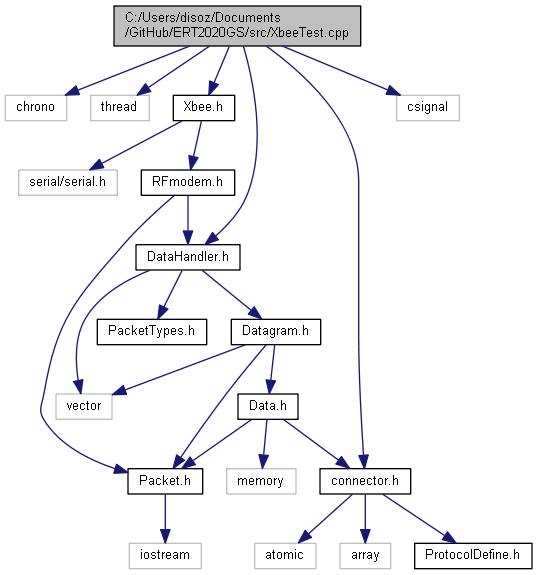 C:/Users/disoz/Documents
/GitHub/ERT2020GS/src/XbeeTest.cpp
chrono
thread
Xbee.h
csignal
serial/serial.h
RFmodem.h
DataHandler.h
PacketTypes.h
Datagram.h
vector
Data.h
Packet.h
memory
connector.h
iostream
atomic
array
ProtocolDefine.h